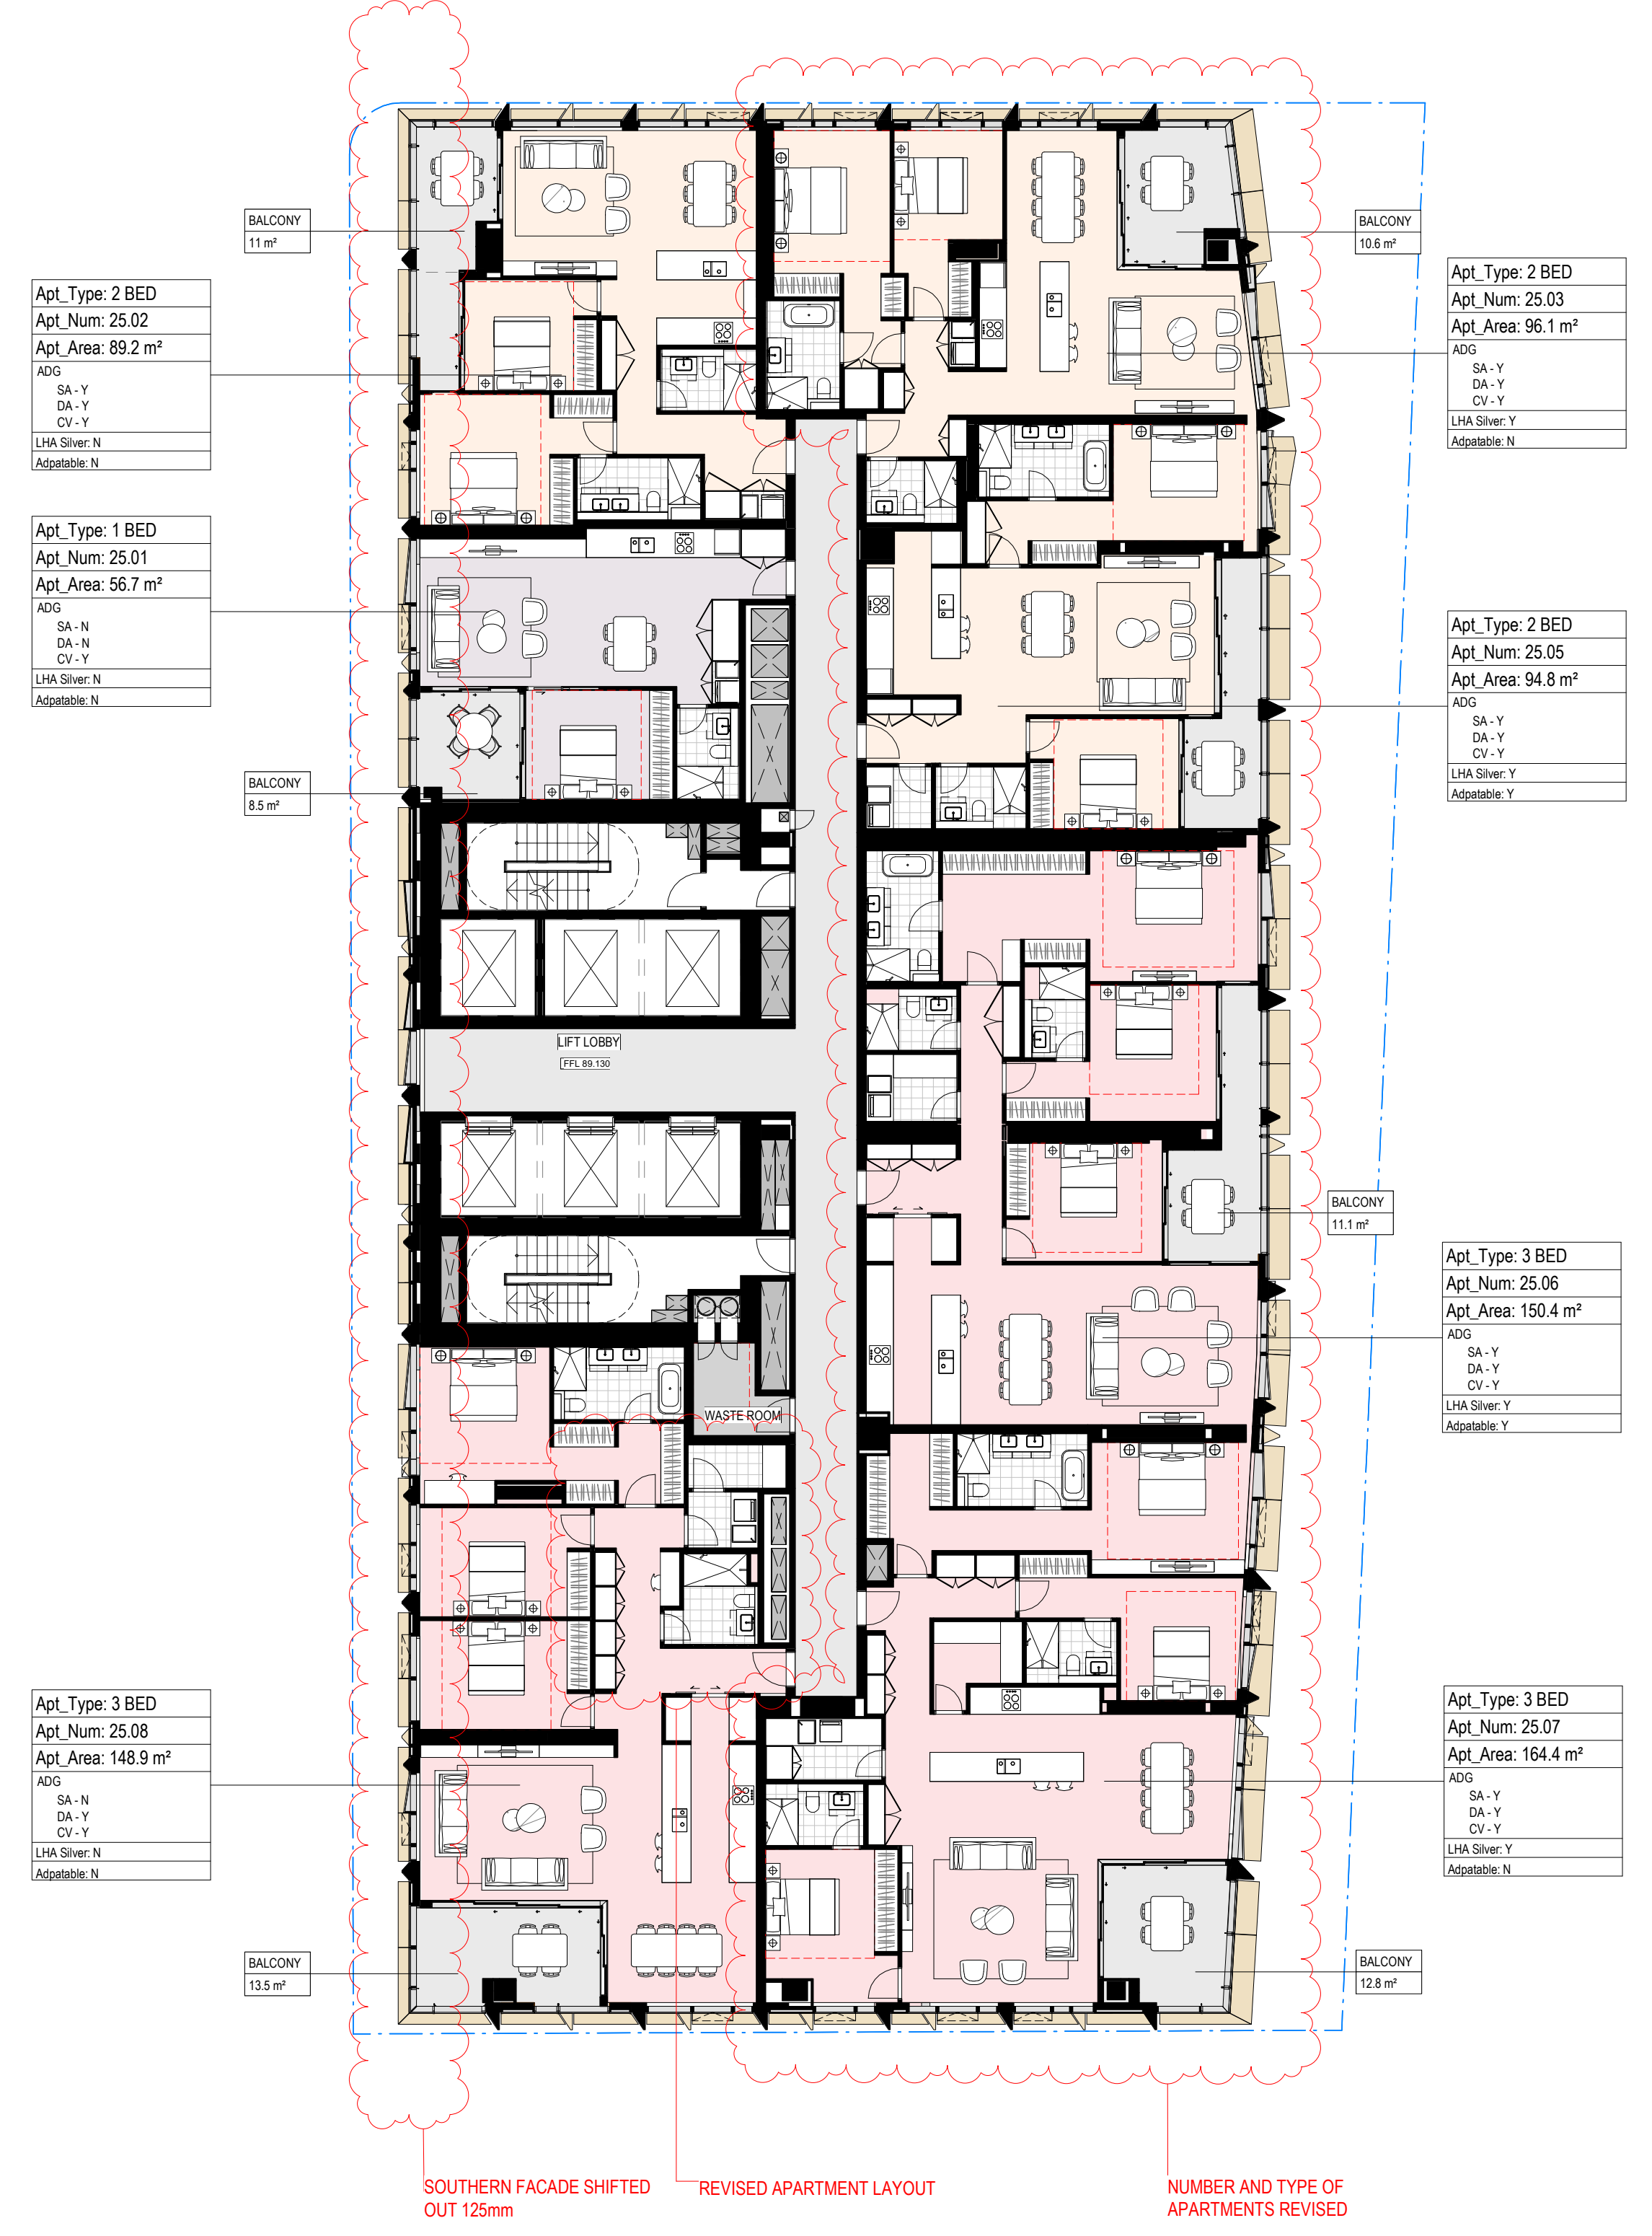 BALCONY
11 m²
Apt_Type: 2 BED
Apt_Num: 25.02
Apt_Area: 89.2 m²
ADG
SA - Y
DA - Y
CV - Y
LHA Silver: N
Adpatable: N
Apt_Type: 1 BED
Apt_Num: 25.01
Apt_Area: 56.7 m²
ADG
SA - N
DA - N
CV - Y
LHA Silver: N
Adpatable: N
BALCONY
8.5 m²
BALCONY
10.6 m²
Apt_Type: 2 BED
Apt_Num: 25.03
Apt_Area: 96.1 m²
ADG
SA - Y
DA - Y
CV - Y
LHA Silver: Y
Adpatable: N
Apt_Type: 2 BED
Apt_Num: 25.05
Apt_Area: 94.8 m²
ADG
SA - Y
DA - Y
CV - Y
LHA Silver: Y
Adpatable: Y
LIFT LOBBY
FFL 89.130
BALCONY
11.1 m²
Apt_Type: 3 BED
Apt_Num: 25.06
Apt_Area: 150.4 m²
ADG
SA - Y
DA - Y
CV - Y
LHA Silver: Y
Adpatable: Y
WASTE ROOM
Apt_Type: 3 BED
Apt_Num: 25.08
Apt_Area: 148.9 m²
ADG
SA - N
DA - Y
CV - Y
LHA Silver: N
Adpatable: N
Apt_Type: 3 BED
Apt_Num: 25.07
Apt_Area: 164.4 m²
ADG
SA - Y
DA - Y
CV - Y
LHA Silver: Y
Adpatable: N
BALCONY
13.5 m²
BALCONY
12.8 m²
SOUTHERN FACADE SHIFTED
OUT 125mm
REVISED APARTMENT LAYOUT
NUMBER AND TYPE OF
APARTMENTS REVISED